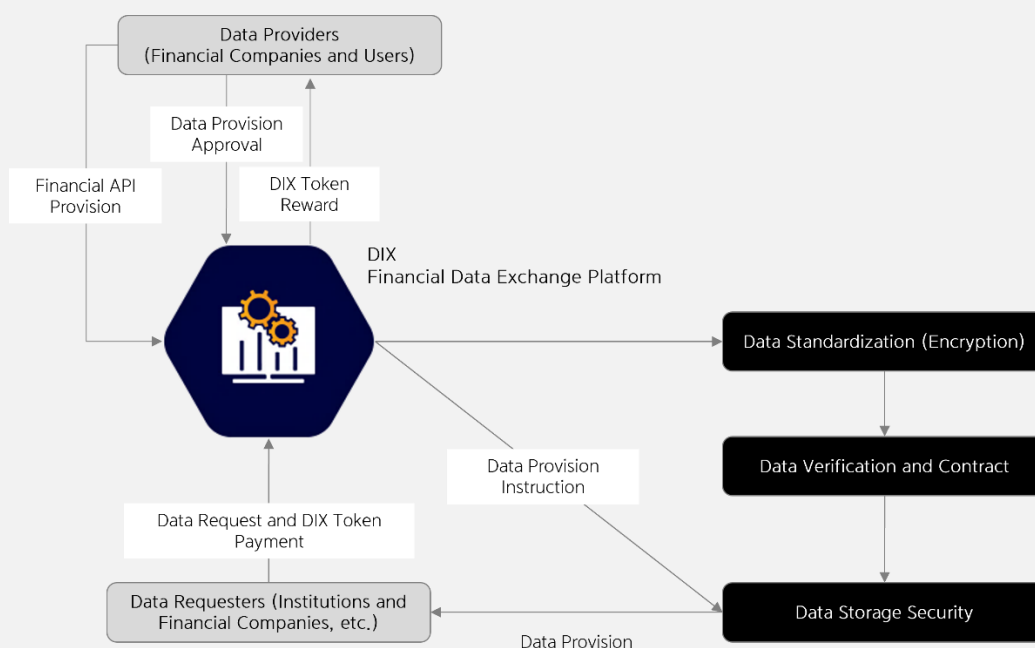 Data Providers
(Financial Companies and Users)
Data Provision
Approval
Financial API
Provision
DIX Token
Reward
DIX
Financial Data Exchange Platform
Data Standardization (Encryption)
Data Verification and Contract
Data Provision
Instruction
Data Request and DIX Token
Payment
Data Requesters (Institutions and
Financial Companies, etc.)
Data Storage Security
Data Provision